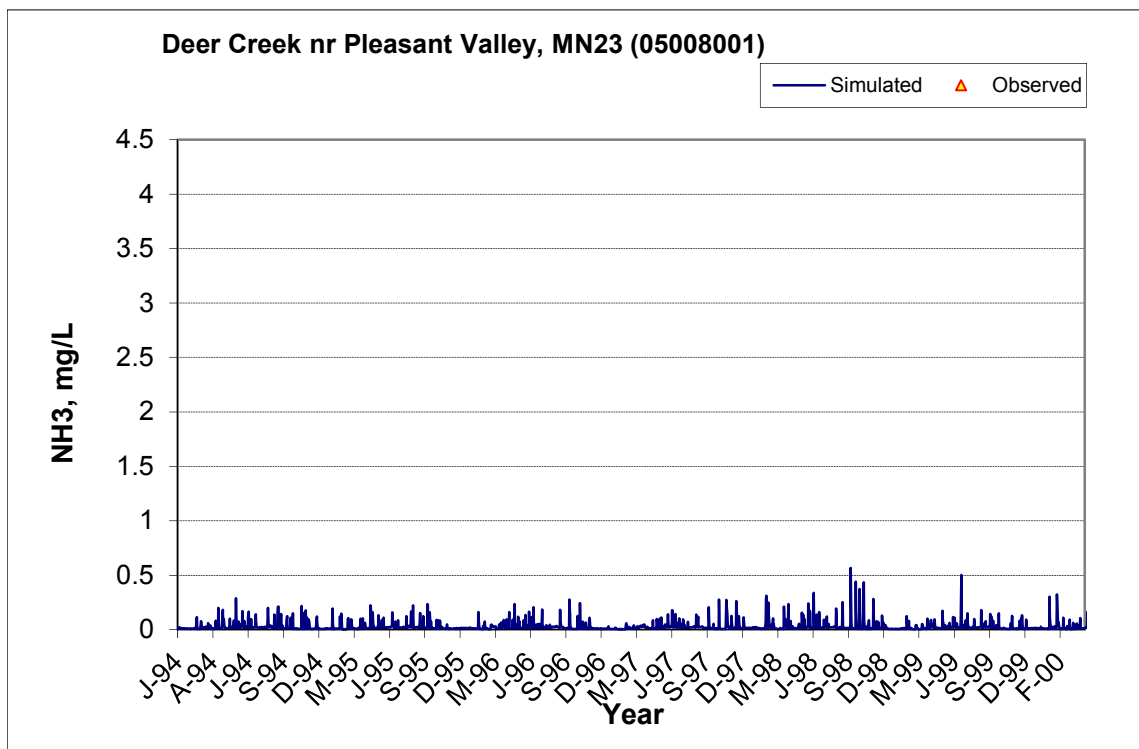 Deer Creek nr Pleasant Valley, MN23 (05008001)
Simulated Observed
4.5
4
3.5
3
2.5
2
1.5
1
0.5
0
NH3, mg/L
J-94 A-94 J-94 S-94 D-94 M-95 J-95 S-95 D-95 M-96 J-96 S-96 D-96 M-97 J-97 S-97 D-97 M-98 J-98 S-98 D-98 M-99 J-99 S-99 D-99 F-00
Year